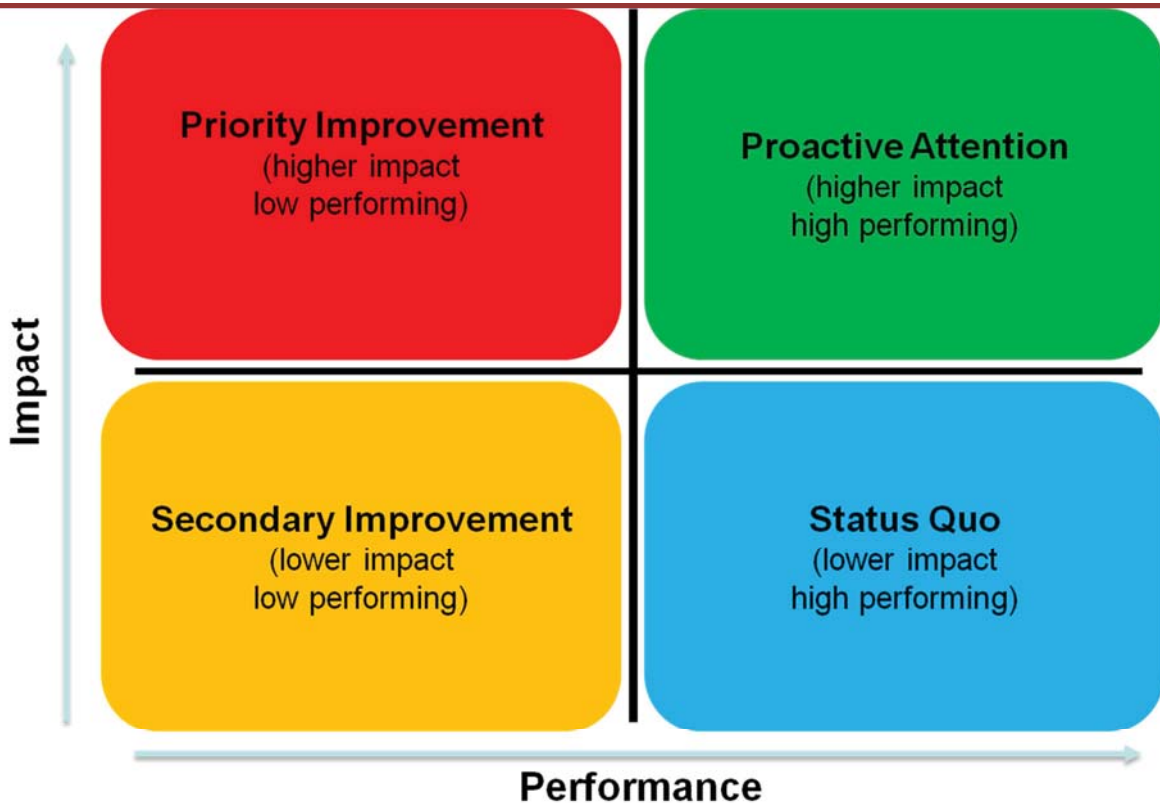 Priority Improvement
(higher impact
low performing)
Proactive Attention
(higher impact
high performing)
Impact
Secondary Improvement
(lower impact
low performing)
Status Quo
(lower impact
high performing)
Performance